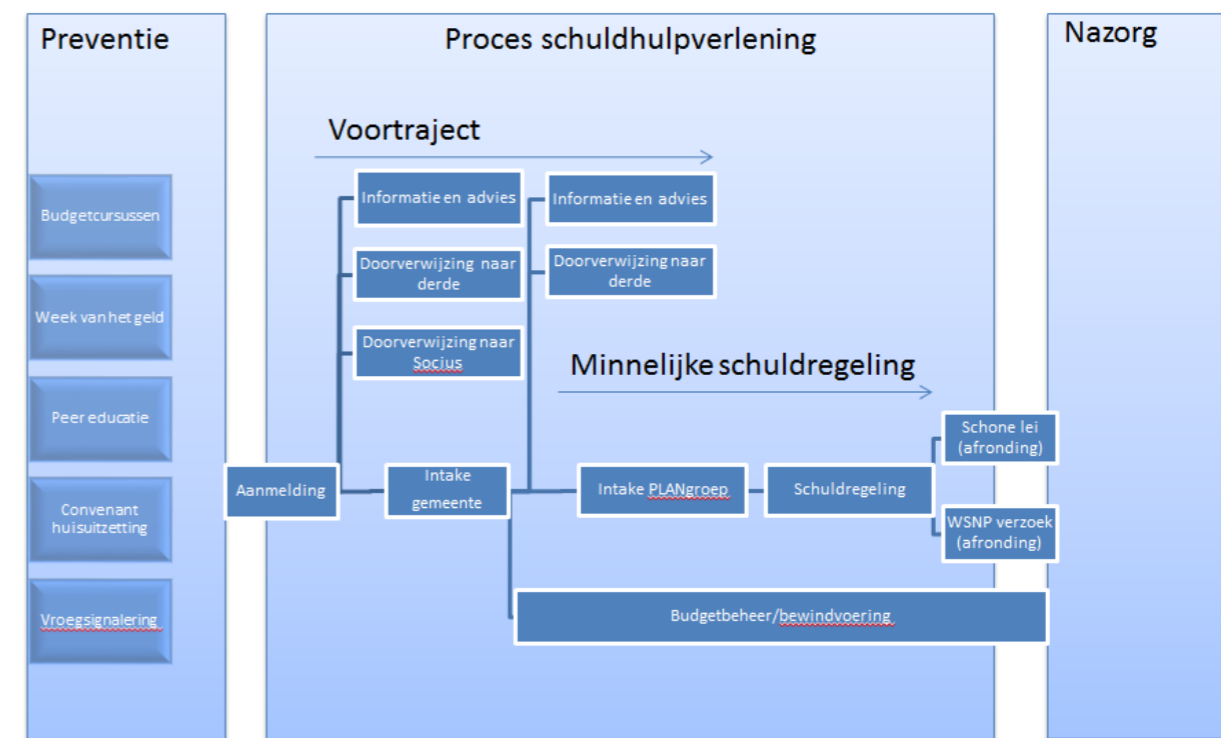 Preventie
Budgetcursussen
Week van het geld
Peer educatie
Convenant
huisuitzetting
Vroegsignalering
Proces schuldhulpverlening
Voortraject
Informatie en advies
Doorverwijzing naar
derde
Doorverwijzing naar
Socius
Informatie en advies
Doorverwijzing naar
derde
Minnelijke schuldregeling
Aanmelding
Intake
gemeente
Intake PLANgroep
Schuldregeling
Schone lei
(afronding)
WSNP verzoek
(afronding)
Budgetbeheer/bewindvoering
Nazorg